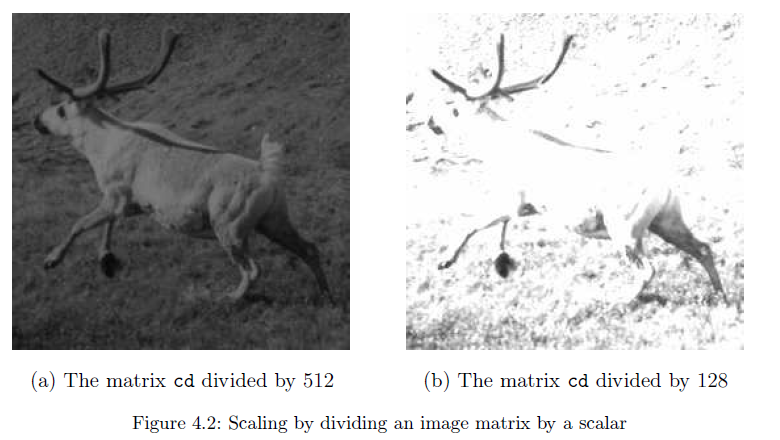 (a) The matrix cd divided by 512
(b) The matrix cd divided by 128
Figure 4.2: Scaling by dividing an image matrix by a scalar